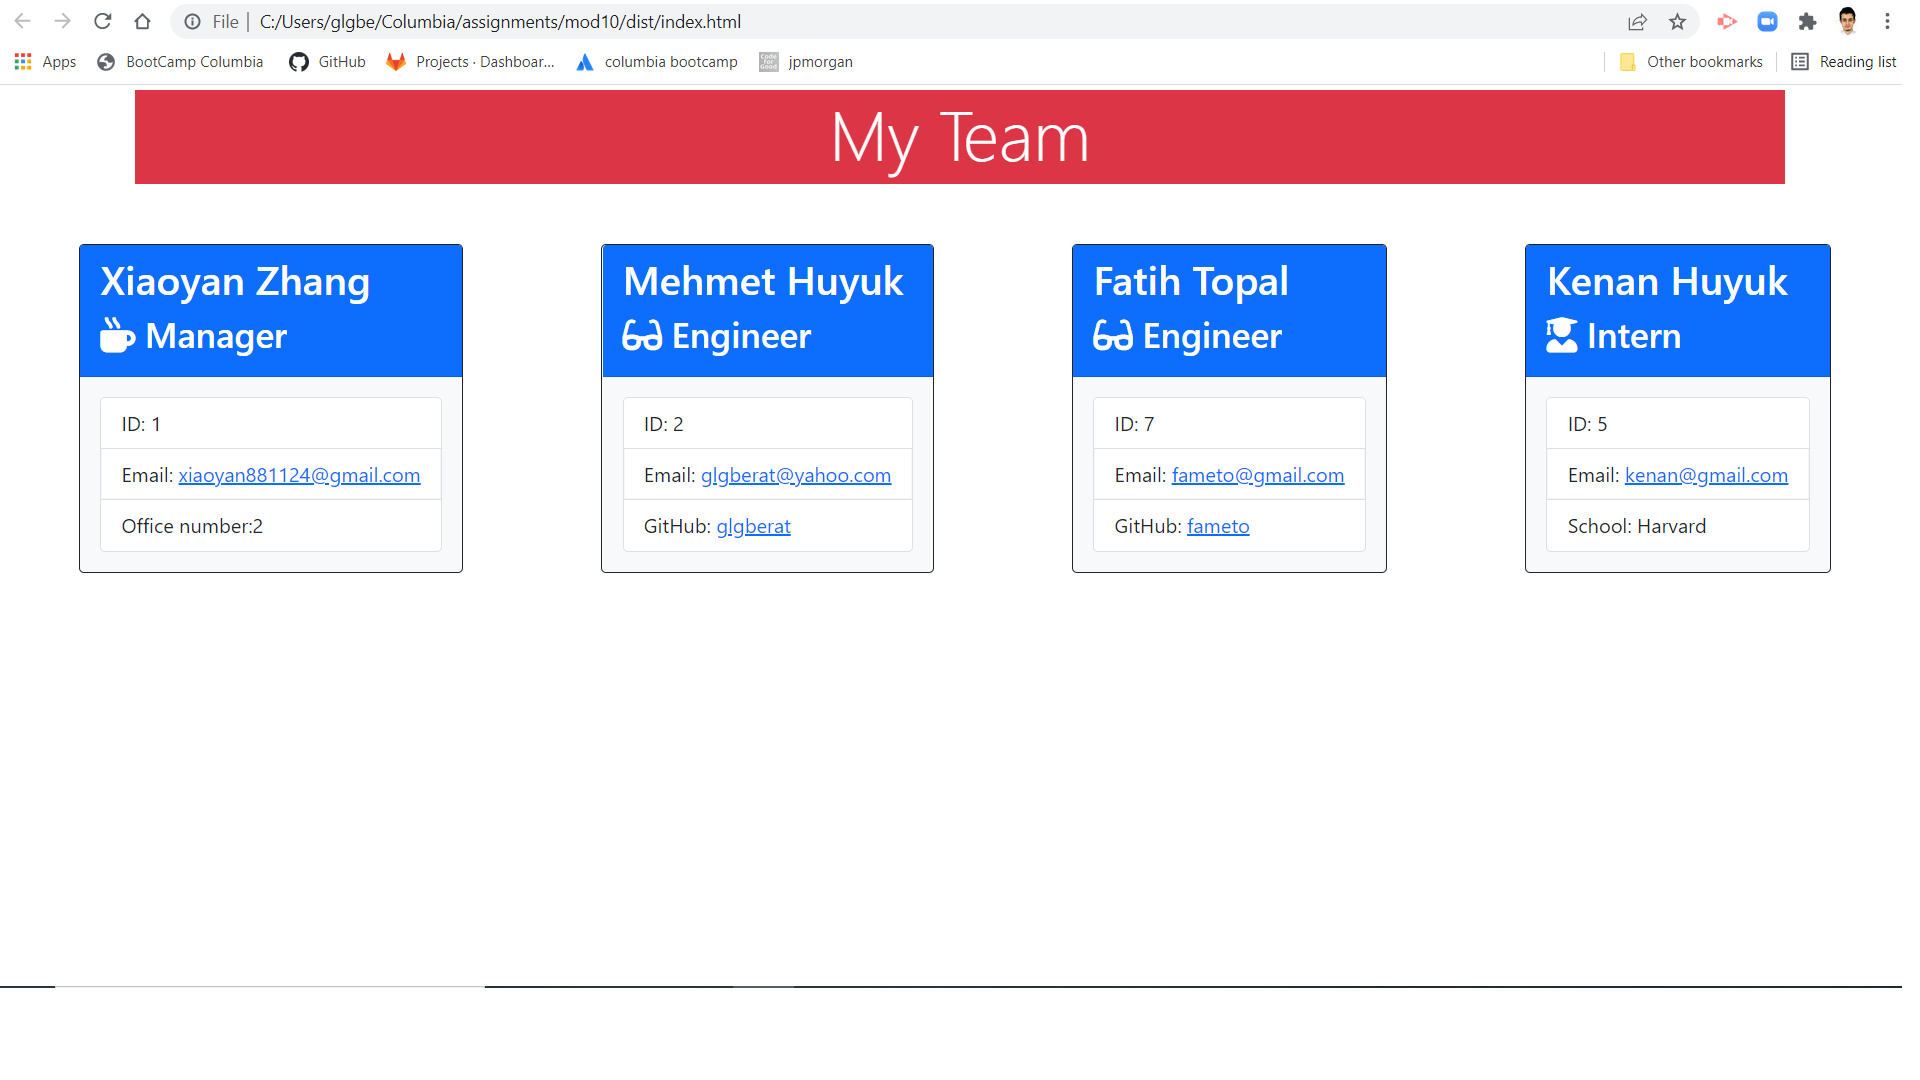 File | C:/Users/glgbe/Columbia/assignments/mod10/dist/index.html
Apps BootCamp Columbia GitHub Projects · Dashboar... columbia bootcamp Code for Good jpmorgan Other bookmarks Reading list
My Team
Xiaoyan Zhang
Manager
ID: 1
Email: xiaoyan881124@gmail.com
Office number:2
Mehmet Huyuk
Engineer
ID: 2
Email: glgberat@yahoo.com
GitHub: glgberat
Fatih Topal
Engineer
ID: 7
Email: fameto@gmail.com
GitHub: fameto
Kenan Huyuk
Intern
ID: 5
Email: kenan@gmail.com
School: Harvard